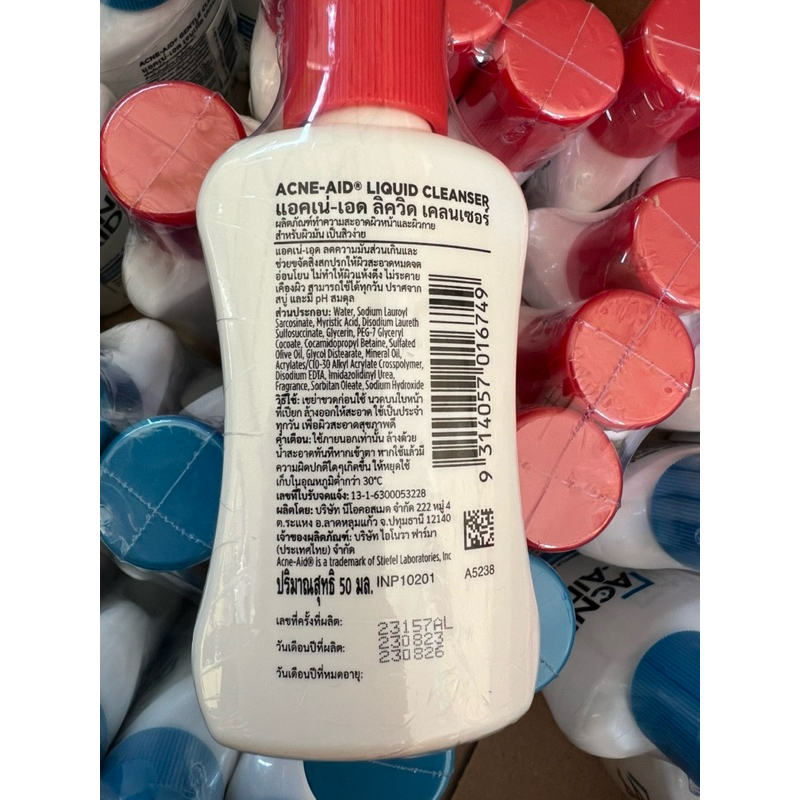 ACNE-AID® LIQUID CLEANSER
แอคเน่-เอด ลิควิด เคลนเซอร์
ผลิตภัณฑ์ทำความสะอาดผิวหน้าและผิวกาย
สำหรับผิวมัน เป็นสิวง่าย
แอคเน่-เอด ลดความมันส่วนเกินและ
ช่วยขจัดสิ่งสกปรกให้ผิวสะอาดหมดจด
อ่อนโยน ไม่ทำให้ผิวแห้งตึง ไม่ระคาย
เคืองผิว สามารถใช้ได้ทุกวัน ปราศจาก
สบู่ และมี pH สมดุล
ส่วนประกอบ: Water, Sodium Lauroyl
Sarcosinate, Myristic Acid, Disodium Laureth
Sulfosuccinate, Glycerin, PEG-7 Glyceryl
Cocoate, Cocamidopropyl Betaine, Sulfated
Olive Oil, Glycol Distearate, Mineral Oil,
Acrylates/C10-30 Alkyl Acrylate Crosspolymer,
Disodium EDTA, Imidazolidinyl Urea,
Fragrance, Sorbitan Oleate, Sodium Hydroxide
วิธีใช้: เขย่าขวดก่อนใช้ นวดบนใบหน้า
ที่เปียก ล้างออกให้สะอาด ใช้เป็นประจำ
ทุกวัน เพื่อผิวสะอาดสุขภาพดี
คำเตือน: ใช้ภายนอกเท่านั้น ล้างด้วย
น้ำสะอาดทันทีหากเข้าตา หากใช้แล้วมี
ความผิดปกติใดๆเกิดขึ้น ให้หยุดใช้
เก็บในอุณหภูมิต่ำกว่า 30°C
เลขที่ใบรับจดแจ้ง: 13-1-6300053228
ผลิตโดย: บริษัท นีโอคอสเมด จำกัด 222 หมู่ 4
ต.ระแหง อ.ลาดหลุมแก้ว จ.ปทุมธานี 12140
เจ้าของผลิตภัณฑ์: บริษัท ไอโนวา ฟาร์มา
(ประเทศไทย) จำกัด
Acne-Aid® is a trademark of Stiefel Laboratories, Inc
ปริมาณสุทธิ 50 มล. INP10201 A5238
9 314057 016749
เลขที่ครั้งที่ผลิต: 23157AL
วันเดือนปีที่ผลิต: 230823
วันเดือนปีที่หมดอายุ: 230826
ACNE-AID® GENTLE
ACNE
-AID